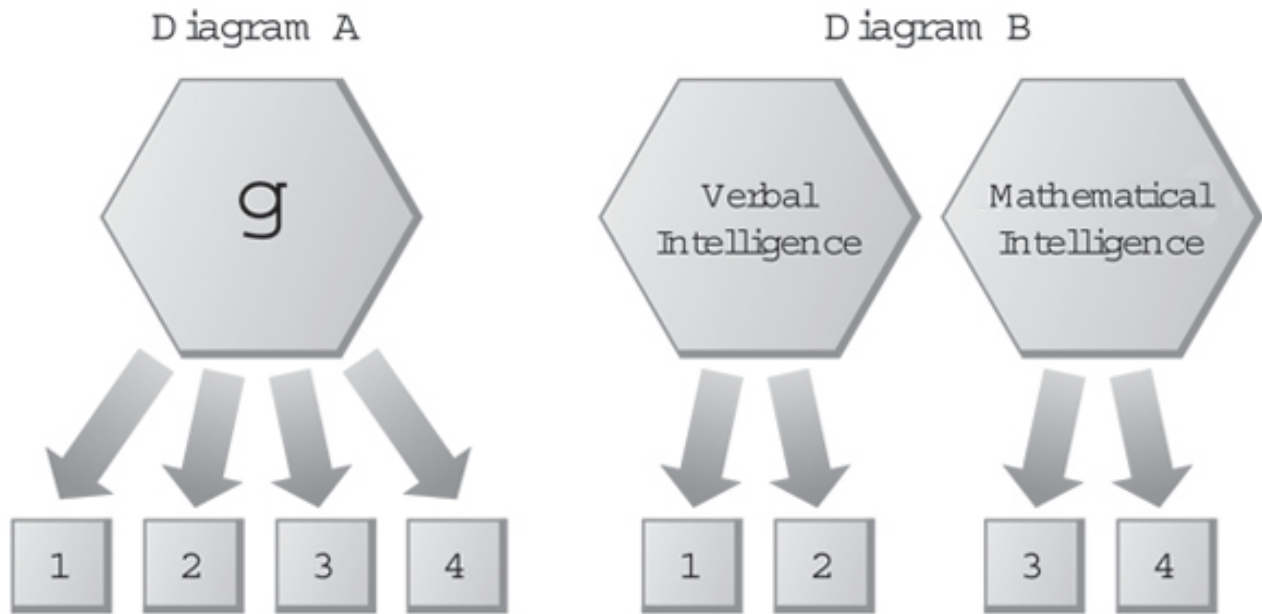 Diagram A
Diagram B
g
Verbal
Intelligence
Mathematical
Intelligence
1
2
3
4
1
2
3
4